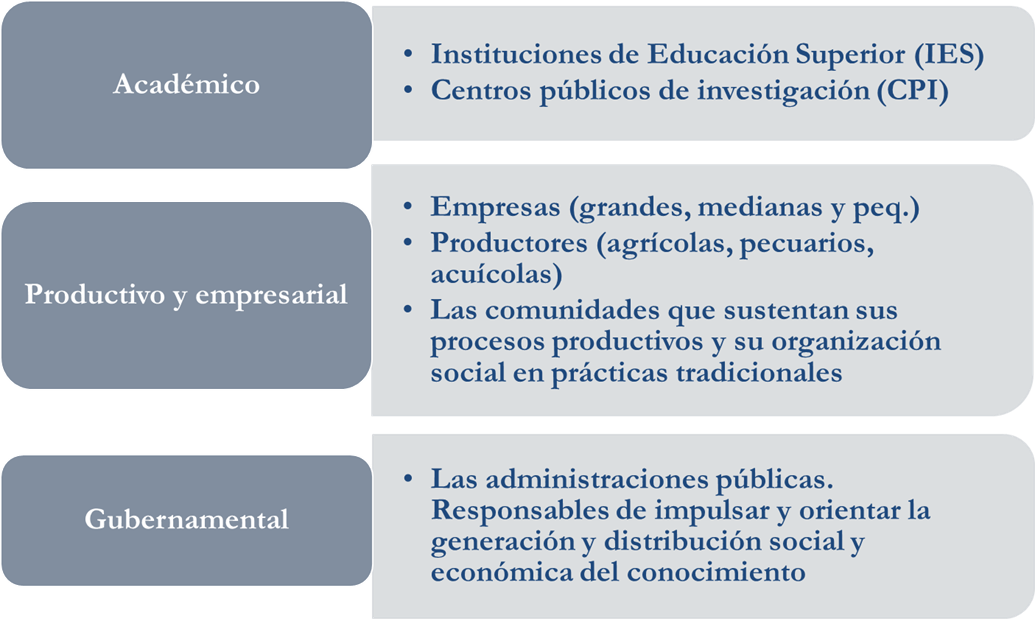 Académico
• Instituciones de Educación Superior (IES)
• Centros públicos de investigación (CPI)
Productivo y empresarial
• Empresas (grandes, medianas y peq.)
• Productores (agrícolas, pecuarios,
acuícolas)
• Las comunidades que sustentan sus
procesos productivos y su organización
social en prácticas tradicionales
Gubernamental
• Las administraciones públicas.
Responsables de impulsar y orientar la
generación y distribución social y
económica del conocimiento